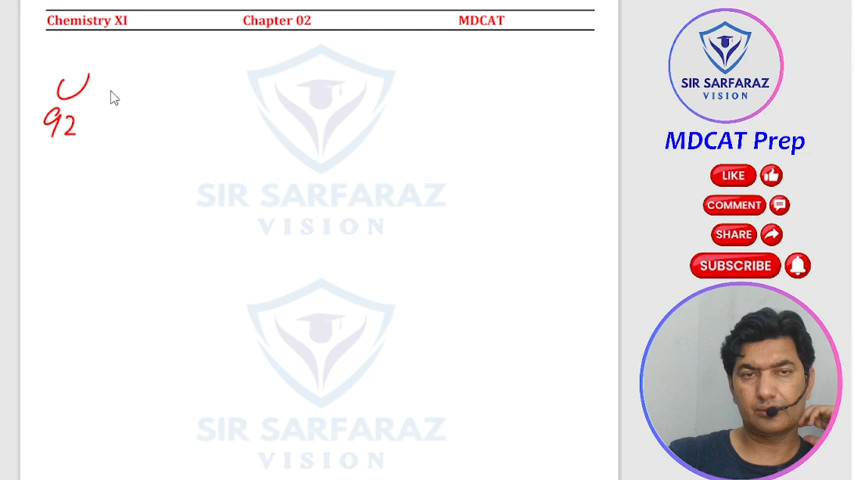 Chemistry XI Chapter 02 MDCAT
U
92
SIR SARFARAZ
VISION
SIR SARFARAZ
VISION
SIR SARFARAZ
VISION
MDCAT Prep
LIKE
COMMENT
SHARE
SUBSCRIBE